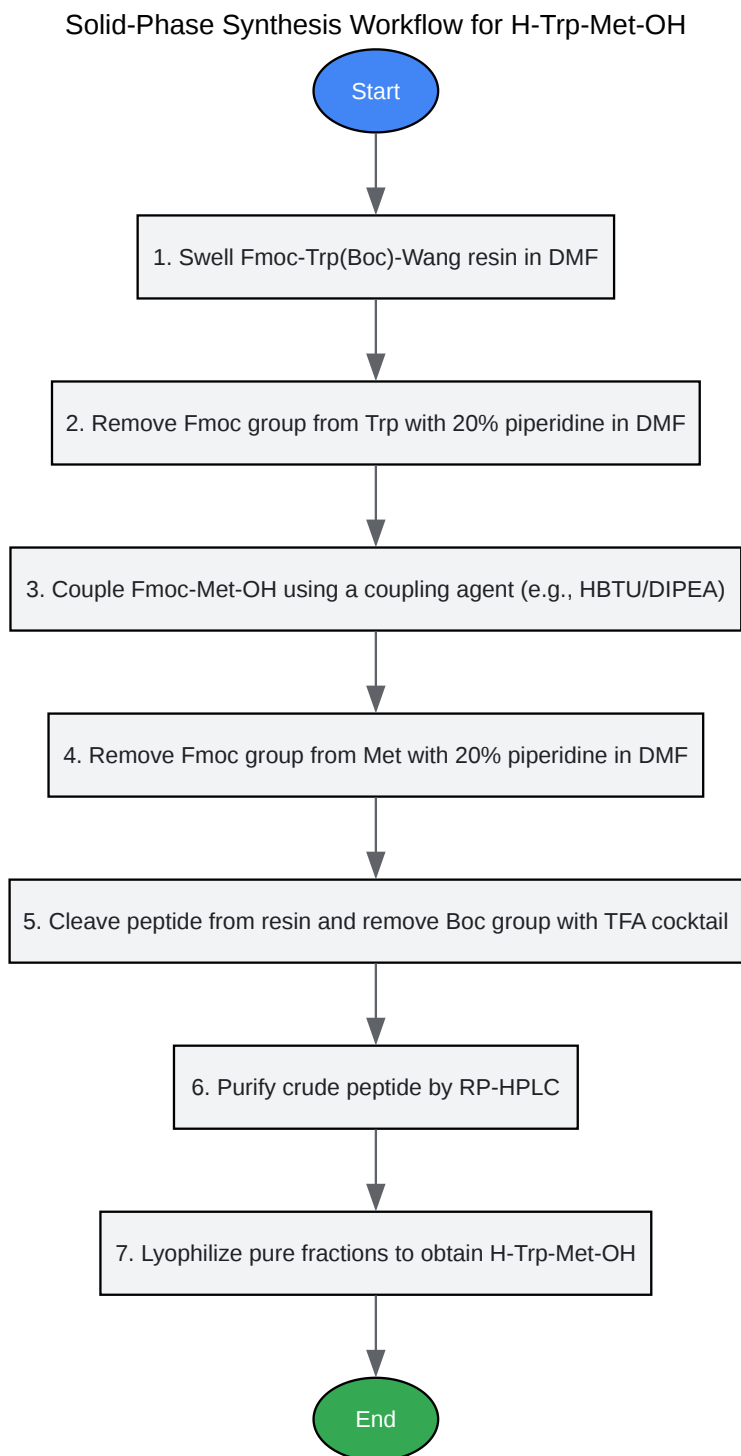 Solid-Phase Synthesis Workflow for H-Trp-Met-OH
Start
1. Swell Fmoc-Trp(Boc)-Wang resin in DMF
2. Remove Fmoc group from Trp with 20% piperidine in DMF
3. Couple Fmoc-Met-OH using a coupling agent (e.g., HBTU/DIPEA)
4. Remove Fmoc group from Met with 20% piperidine in DMF
5. Cleave peptide from resin and remove Boc group with TFA cocktail
6. Purify crude peptide by RP-HPLC
7. Lyophilize pure fractions to obtain H-Trp-Met-OH
End